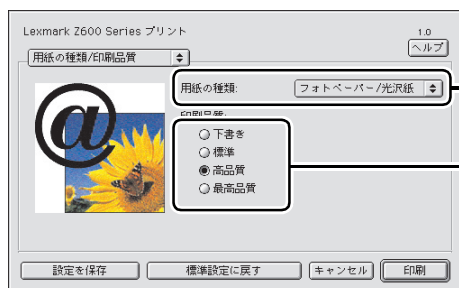 Lexmark Z600 Series プリント
1.0
ヘルプ
用紙の種類/印刷品質
用紙の種類:
フォトペーパー/光沢紙
印刷品質:
下書き
標準
高品質
最高品質
@
設定を保存
標準設定に戻す
キャンセル
印刷